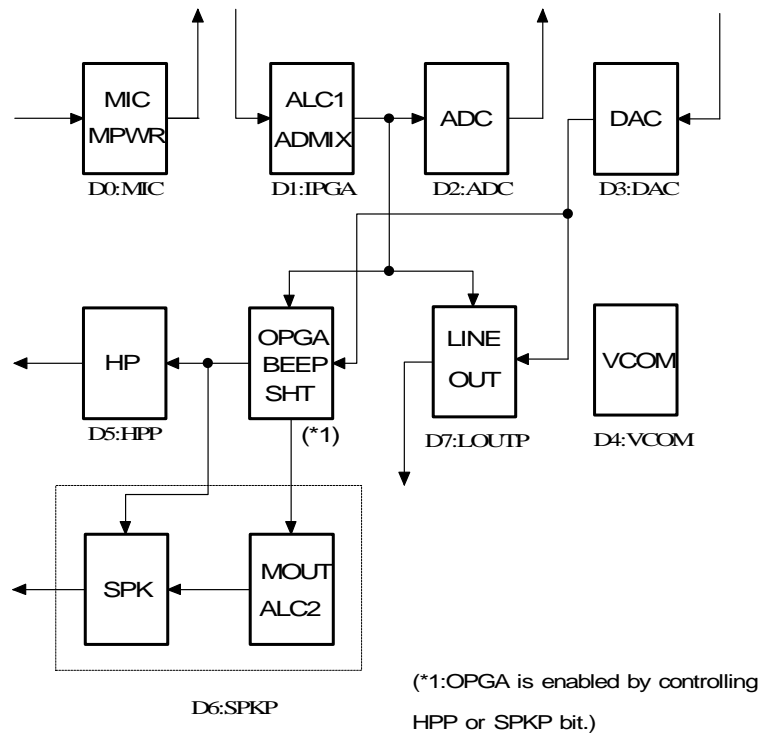 MIC
MPWR
D0:MIC
ALC1
ADMIX
D1:IPGA
ADC
D2:ADC
DAC
D3:DAC
HP
D5:HPP
OPGA
BEEP
SHT
(*1)
LINE
OUT
D7:LOUTP
VCOM
D4:VCOM
SPK
MOUT
ALC2
D6:SPKP
(*1:OPGA is enabled by controlling
HPP or SPKP bit.)